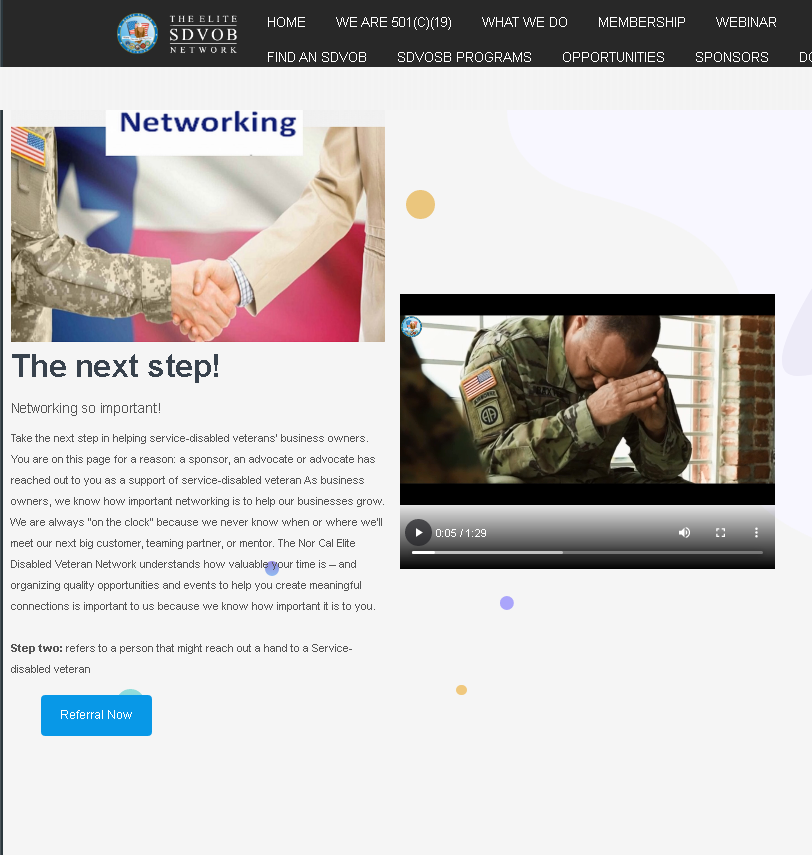 THE ELITE
SDVOB
NETWORK
HOME WE ARE 501(C)(19) WHAT WE DO MEMBERSHIP WEBINAR
FIND AN SDVOB SDVOSB PROGRAMS OPPORTUNITIES SPONSORS DO
Networking
The next step!
Networking so important!
Take the next step in helping service-disabled veterans' business owners.
You are on this page for a reason: a sponsor, an advocate or advocate has
reached out to you as a support of service-disabled veteran As business
owners, we know how important networking is to help our businesses grow.
We are always "on the clock" because we never know when or where we'll
meet our next big customer, teaming partner, or mentor. The Nor Cal Elite
Disabled Veteran Network understands how valuable your time is – and
organizing quality opportunities and events to help you create meaningful
connections is important to us because we know how important it is to you.
Step two: refers to a person that might reach out a hand to a Service-
disabled veteran
Referral Now
AIRBORNE
0:05 / 1:29